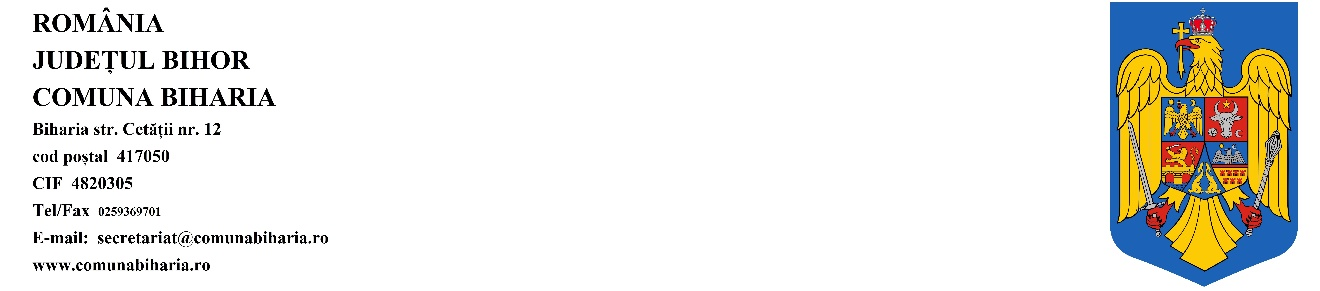 ROMÂNIA
JUDEȚUL BIHOR
COMUNA BIHARIA
Biharia str. Cetății nr. 12
cod poștal 417050
CIF 4820305
Tel/Fax 0259369701
E-mail: secretariat@comunabiharia.ro
www.comunabiharia.ro